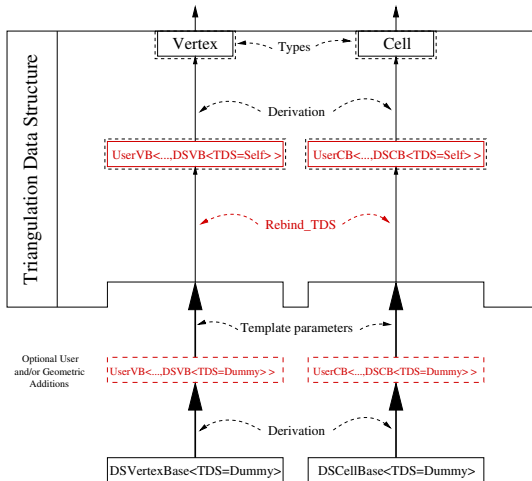 Triangulation Data Structure
Vertex
Types
Cell
Derivation
UserVB<...,DSVB<TDS=Self> >
UserCB<...,DSCB<TDS=Self> >
Rebind_TDS
Template parameters
Optional User
and/or Geometric
Additions
UserVB<...,DSVB<TDS=Dummy> >
UserCB<...,DSCB<TDS=Dummy> >
Derivation
DSVertexBase<TDS=Dummy>
DSCellBase<TDS=Dummy>